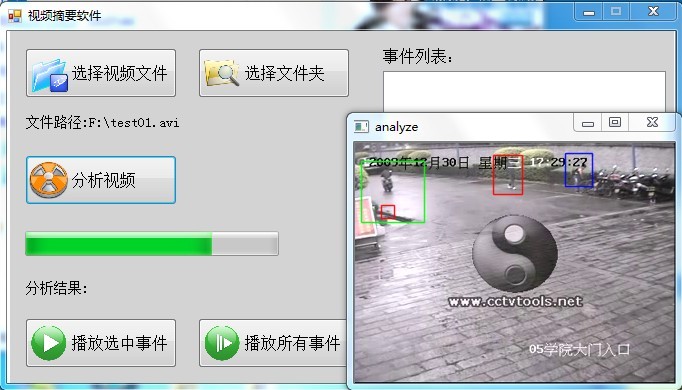 视频摘要软件
选择视频文件
选择文件夹
事件列表:
文件路径:F:\test01.avi
analyze
分析视频
2009年12月30日 星期三 12:29:27
分析结果:
www.cctvtools.net
播放选中事件
播放所有事件
05学院大门入口